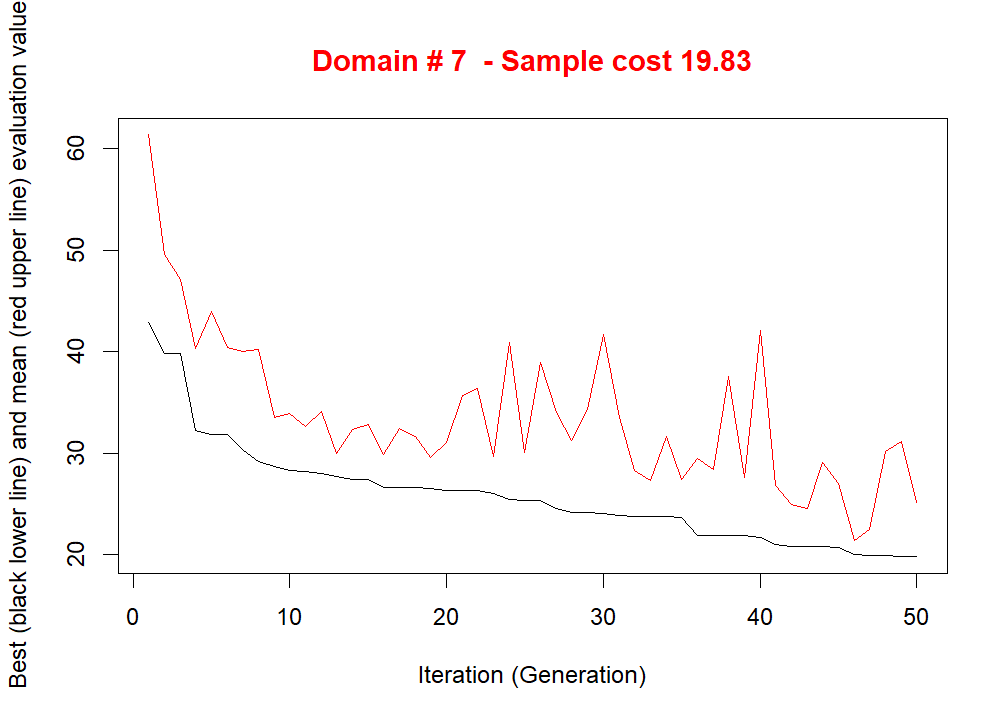 Domain # 7  - Sample cost 19.83
Best (black lower line) and mean (red upper line) evaluation value
60
50
40
30
20
0 10 20 30 40 50
Iteration (Generation)